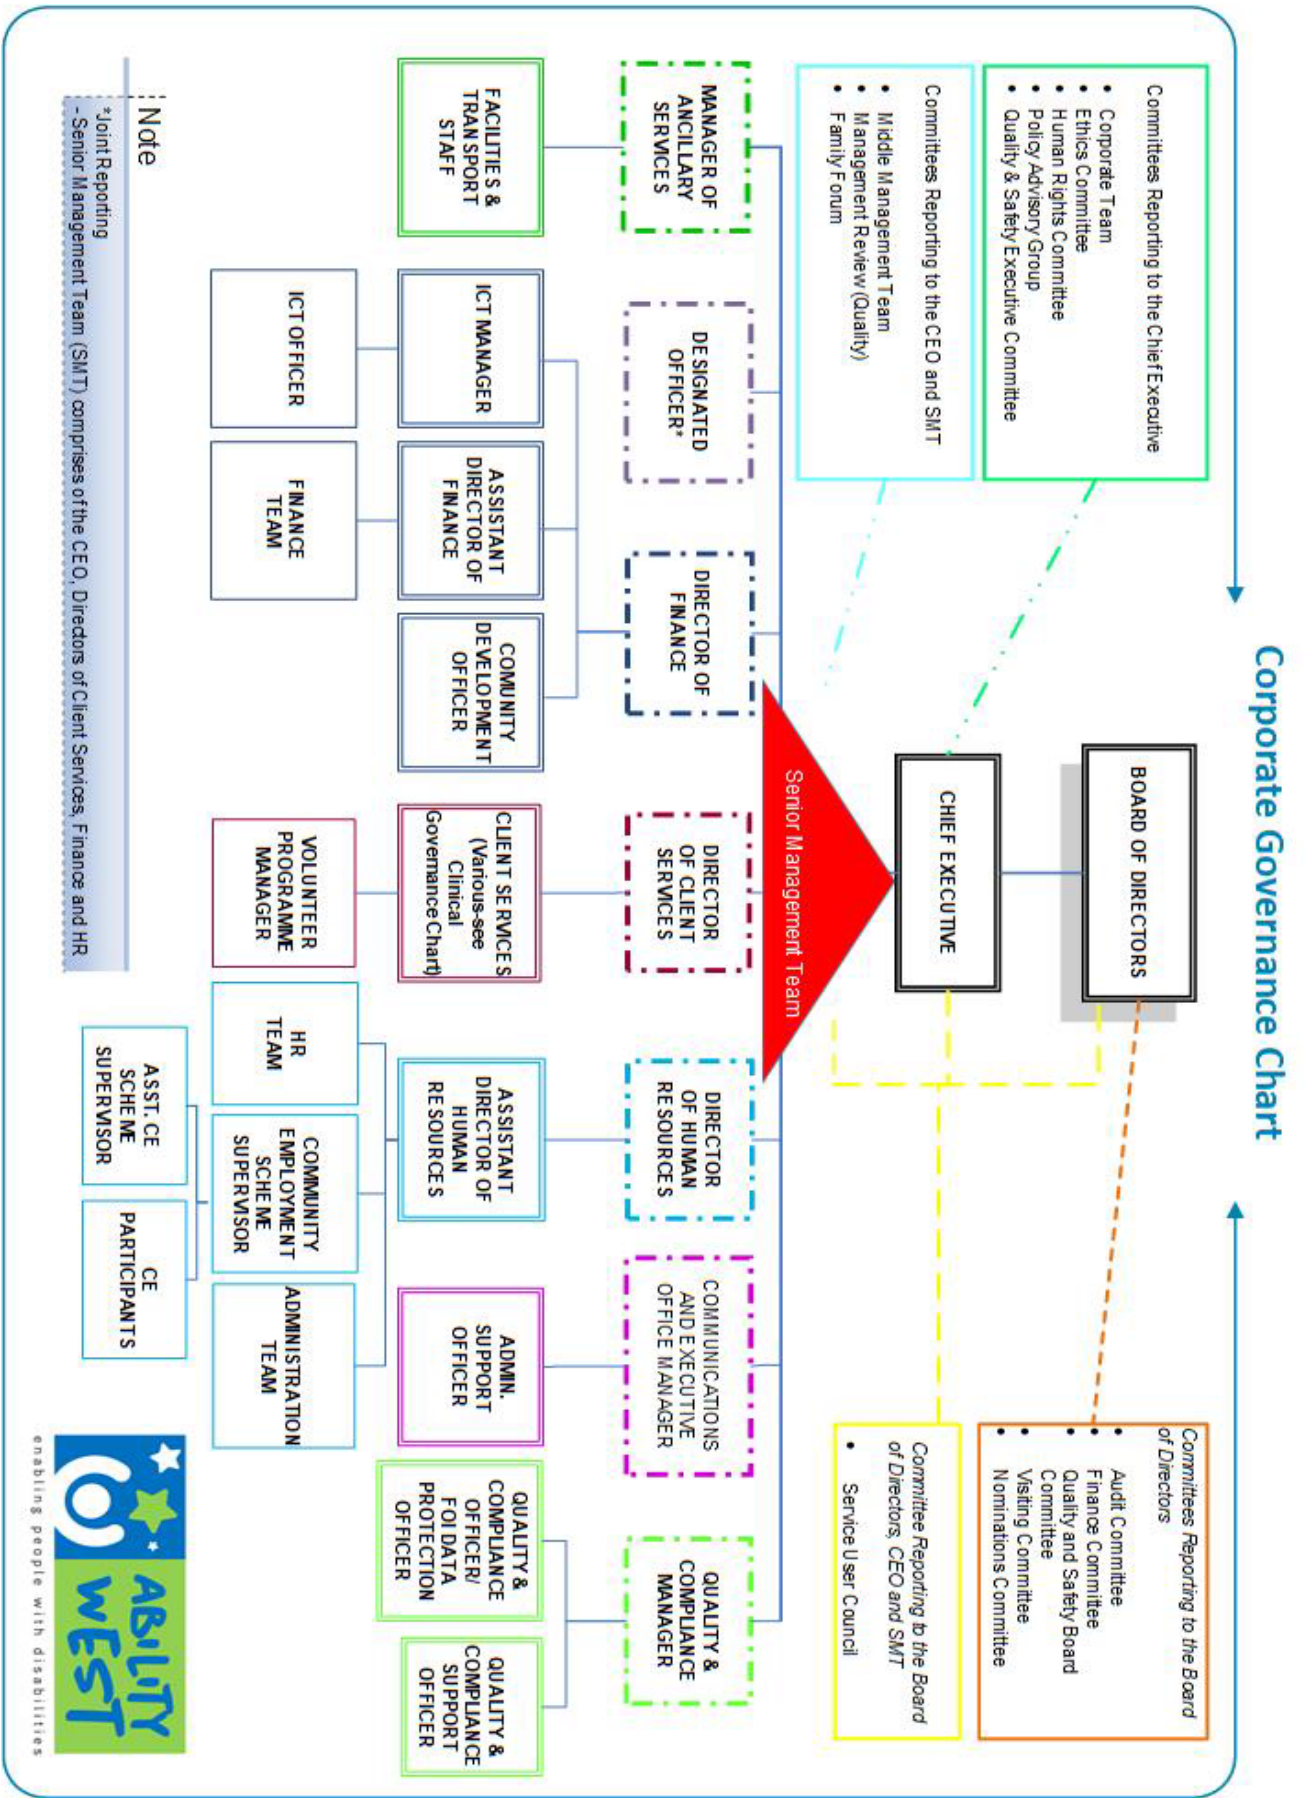 Corporate Governance Chart
Committees Reporting to the Chief Executive
• Corporate Team
• Ethics Committee
• Human Rights Committee
• Policy Advisory Group
• Quality & Safety Executive Committee
Committees Reporting to the CEO and SMT
• Middle Management Team
• Management Review (Quality)
• Family Forum
BOARD OF DIRECTORS
CHIEF EXECUTIVE
Senior Management Team
Committees Reporting to the Board
of Directors
• Audit Committee
• Finance Committee
• Quality and Safety Board
Committee
• Visiting Committee
• Nominations Committee
Committee Reporting to the Board
of Directors, CEO and SMT
• Service User Council
MANAGER OF
ANCILLARY
SERVICES
DESIGNATED
OFFICER*
DIRECTOR OF
FINANCE
DIRECTOR
OF CLIENT
SERVICES
DIRECTOR
OF HUMAN
RESOURCES
COMMUNICATIONS
AND EXECUTIVE
OFFICE MANAGER
QUALITY &
COMPLIANCE
MANAGER
FACILITIES &
TRANSPORT
STAFF
ICT MANAGER
ASSISTANT
DIRECTOR OF
FINANCE
COMUNITY
DEVELOPMENT
OFFICER
CLIENT SERVICES
(Various-see
Clinical
Governance Chart)
ASSISTANT
DIRECTOR OF
HUMAN
RESOURCES
ADMIN.
SUPPORT
OFFICER
QUALITY &
COMPLIANCE
OFFICER/
FOI DATA
PROTECTION
OFFICER
QUALITY &
COMPLIANCE
SUPPORT
OFFICER
ICT OFFICER
FINANCE
TEAM
VOLUNTEER
PROGRAMME
MANAGER
HR
TEAM
COMMUNITY
EMPLOYMENT
SCHEME
SUPERVISOR
ADMINISTRATION
TEAM
ASST. CE
SCHEME
SUPERVISOR
CE
PARTICIPANTS
Note
*Joint Reporting
- Senior Management Team (SMT) comprises of the CEO, Directors of Client Services, Finance and HR
ABILITY
WEST
enabling people with disabilities